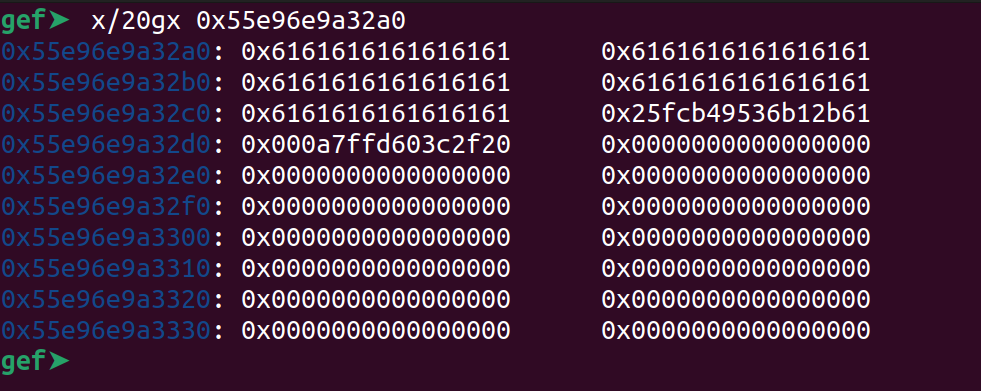 gef➤ x/20gx 0x55e96e9a32a0
0x55e96e9a32a0: 0x6161616161616161 0x6161616161616161
0x55e96e9a32b0: 0x6161616161616161 0x6161616161616161
0x55e96e9a32c0: 0x6161616161616161 0x25fcb49536b12b61
0x55e96e9a32d0: 0x000a7ffd603c2f20 0x0000000000000000
0x55e96e9a32e0: 0x0000000000000000 0x0000000000000000
0x55e96e9a32f0: 0x0000000000000000 0x0000000000000000
0x55e96e9a3300: 0x0000000000000000 0x0000000000000000
0x55e96e9a3310: 0x0000000000000000 0x0000000000000000
0x55e96e9a3320: 0x0000000000000000 0x0000000000000000
0x55e96e9a3330: 0x0000000000000000 0x0000000000000000
gef➤